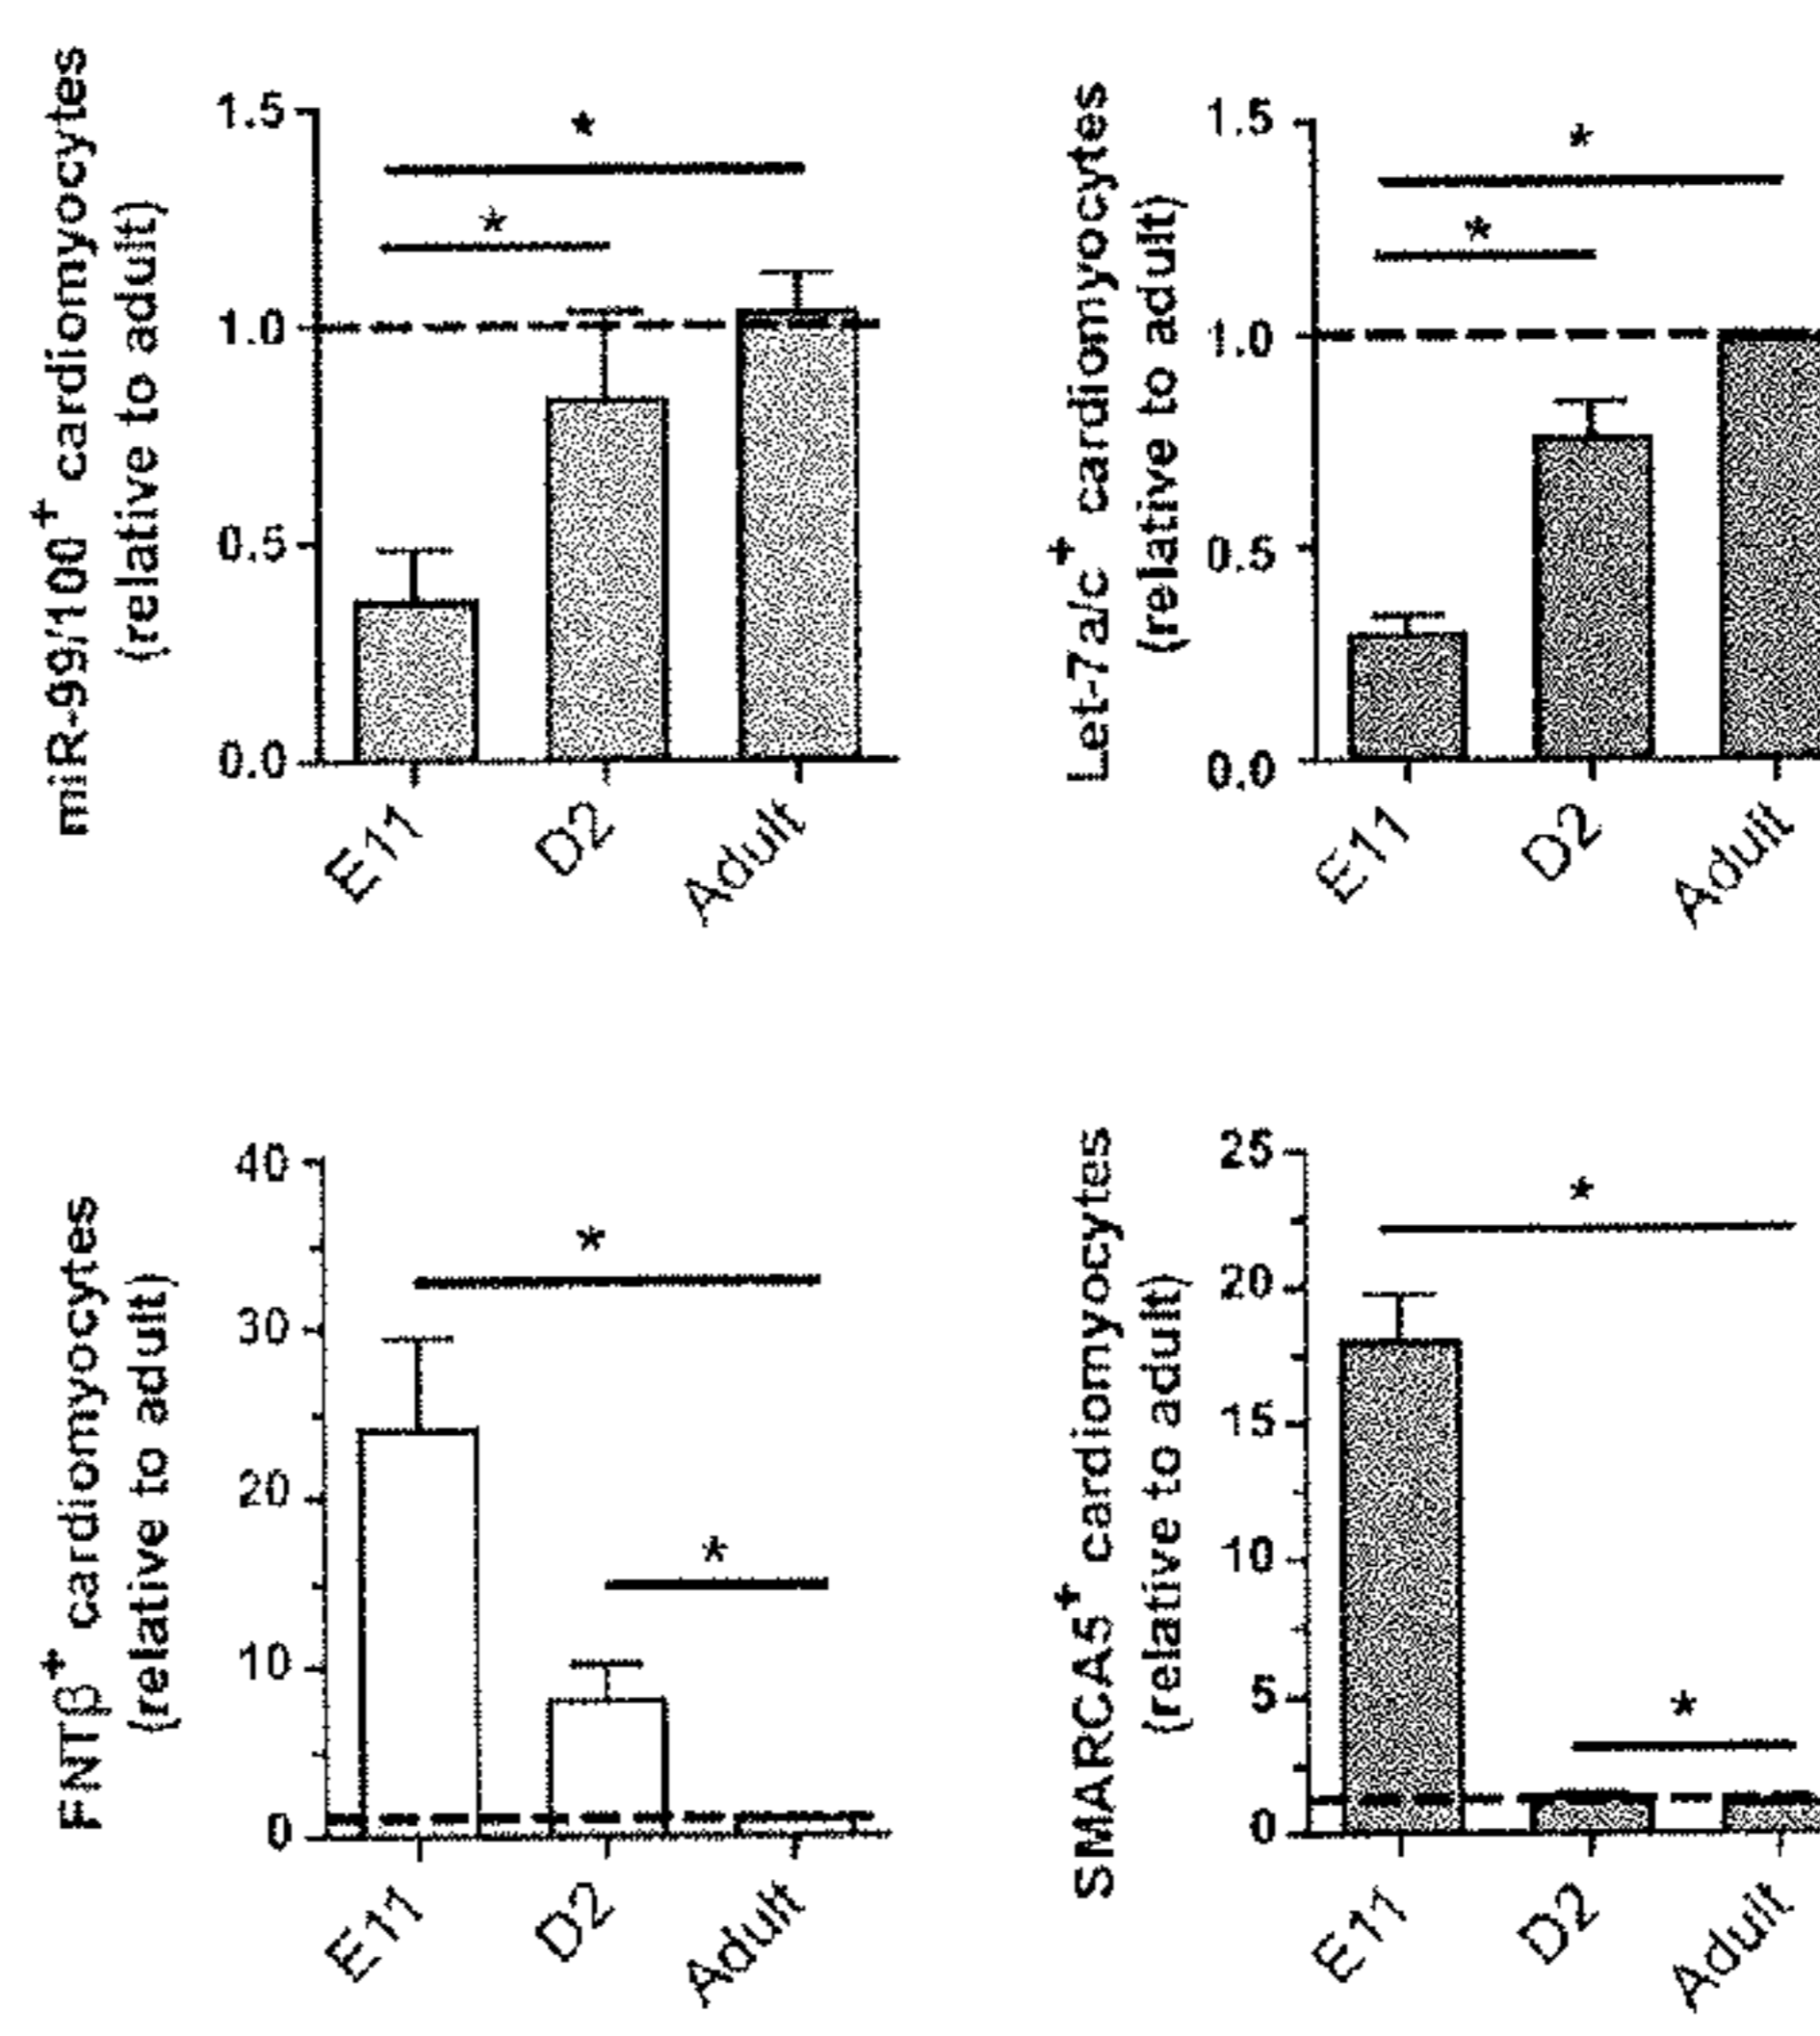 miR-99/100+ cardiomyocytes
(relative to adult)
1.5
1.0
0.5
0.0
*
*
E11
D2
Adult
Let-7a/c+ cardiomyocytes
(relative to adult)
1.5
1.0
0.5
0.0
*
*
E11
D2
Adult
FNTβ+ cardiomyocytes
(relative to adult)
40
30
20
10
0
*
*
E11
D2
Adult
SMARCA5+ cardiomyocytes
(relative to adult)
25
20
15
10
5
0
*
*
E11
D2
Adult